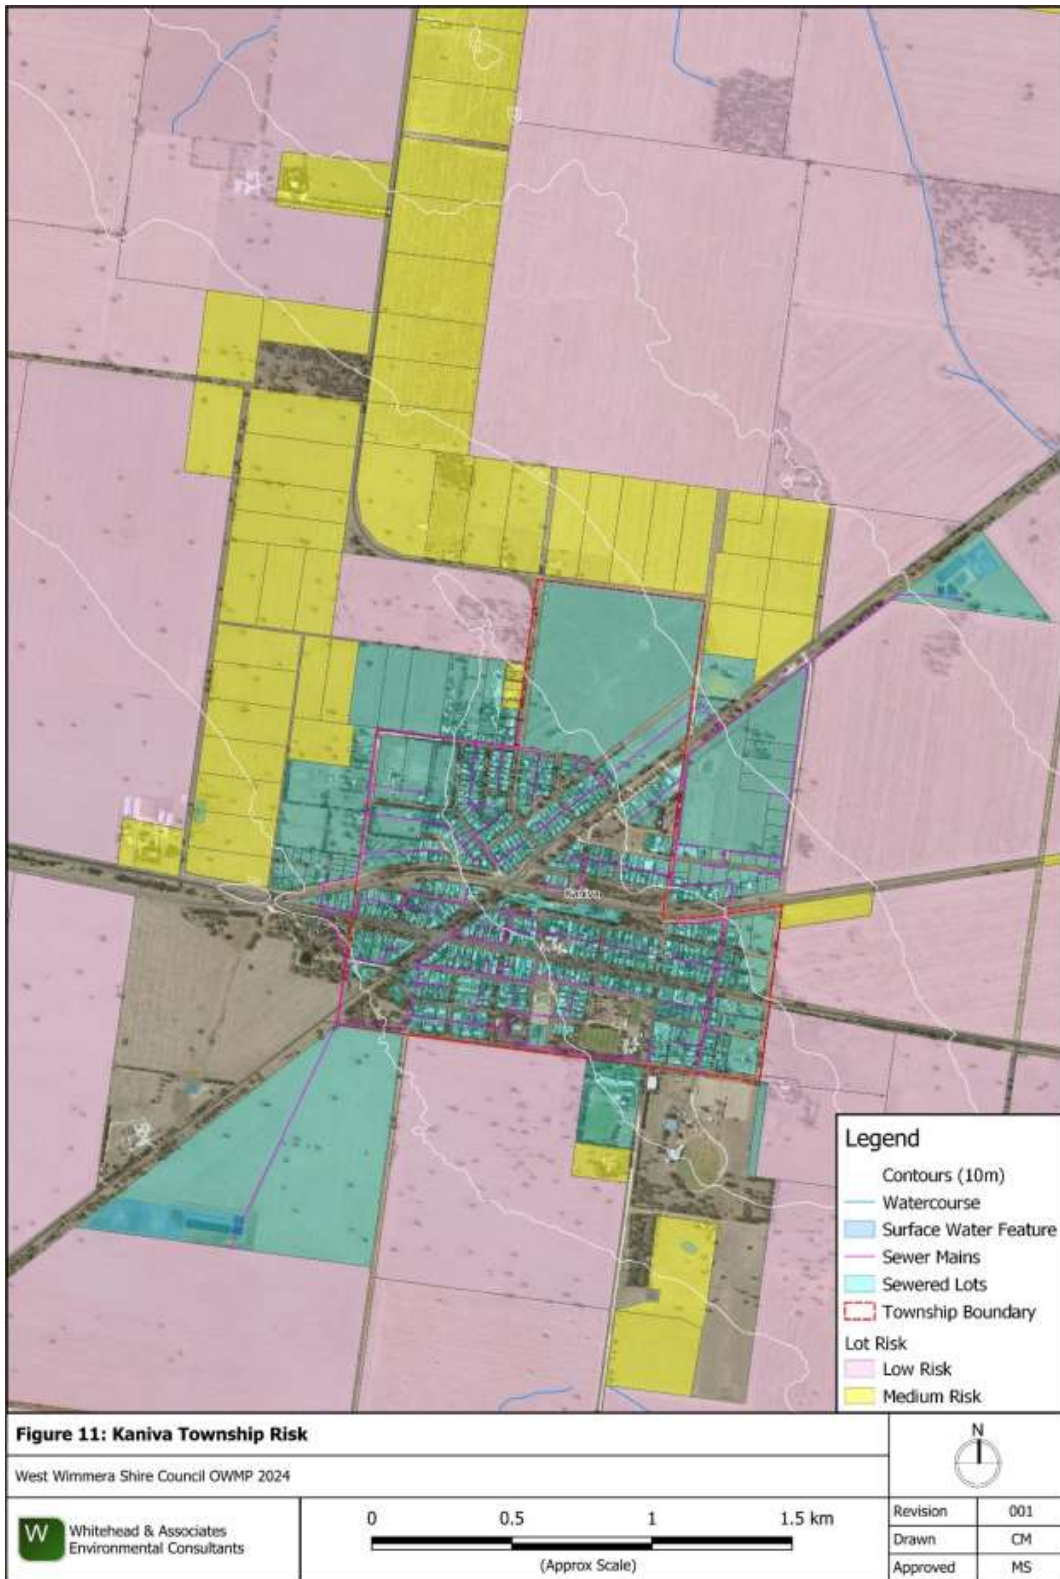 Kaniva
Legend
Contours (10m)
Watercourse
Surface Water Feature
Sewer Mains
Sewered Lots
Township Boundary
Lot Risk
Low Risk
Medium Risk
Figure 11: Kaniva Township Risk
West Wimmera Shire Council OWMP 2024
N
W
Whitehead & Associates
Environmental Consultants
0 0.5 1 1.5 km
(Approx Scale)
Revision 001
Drawn CM
Approved MS